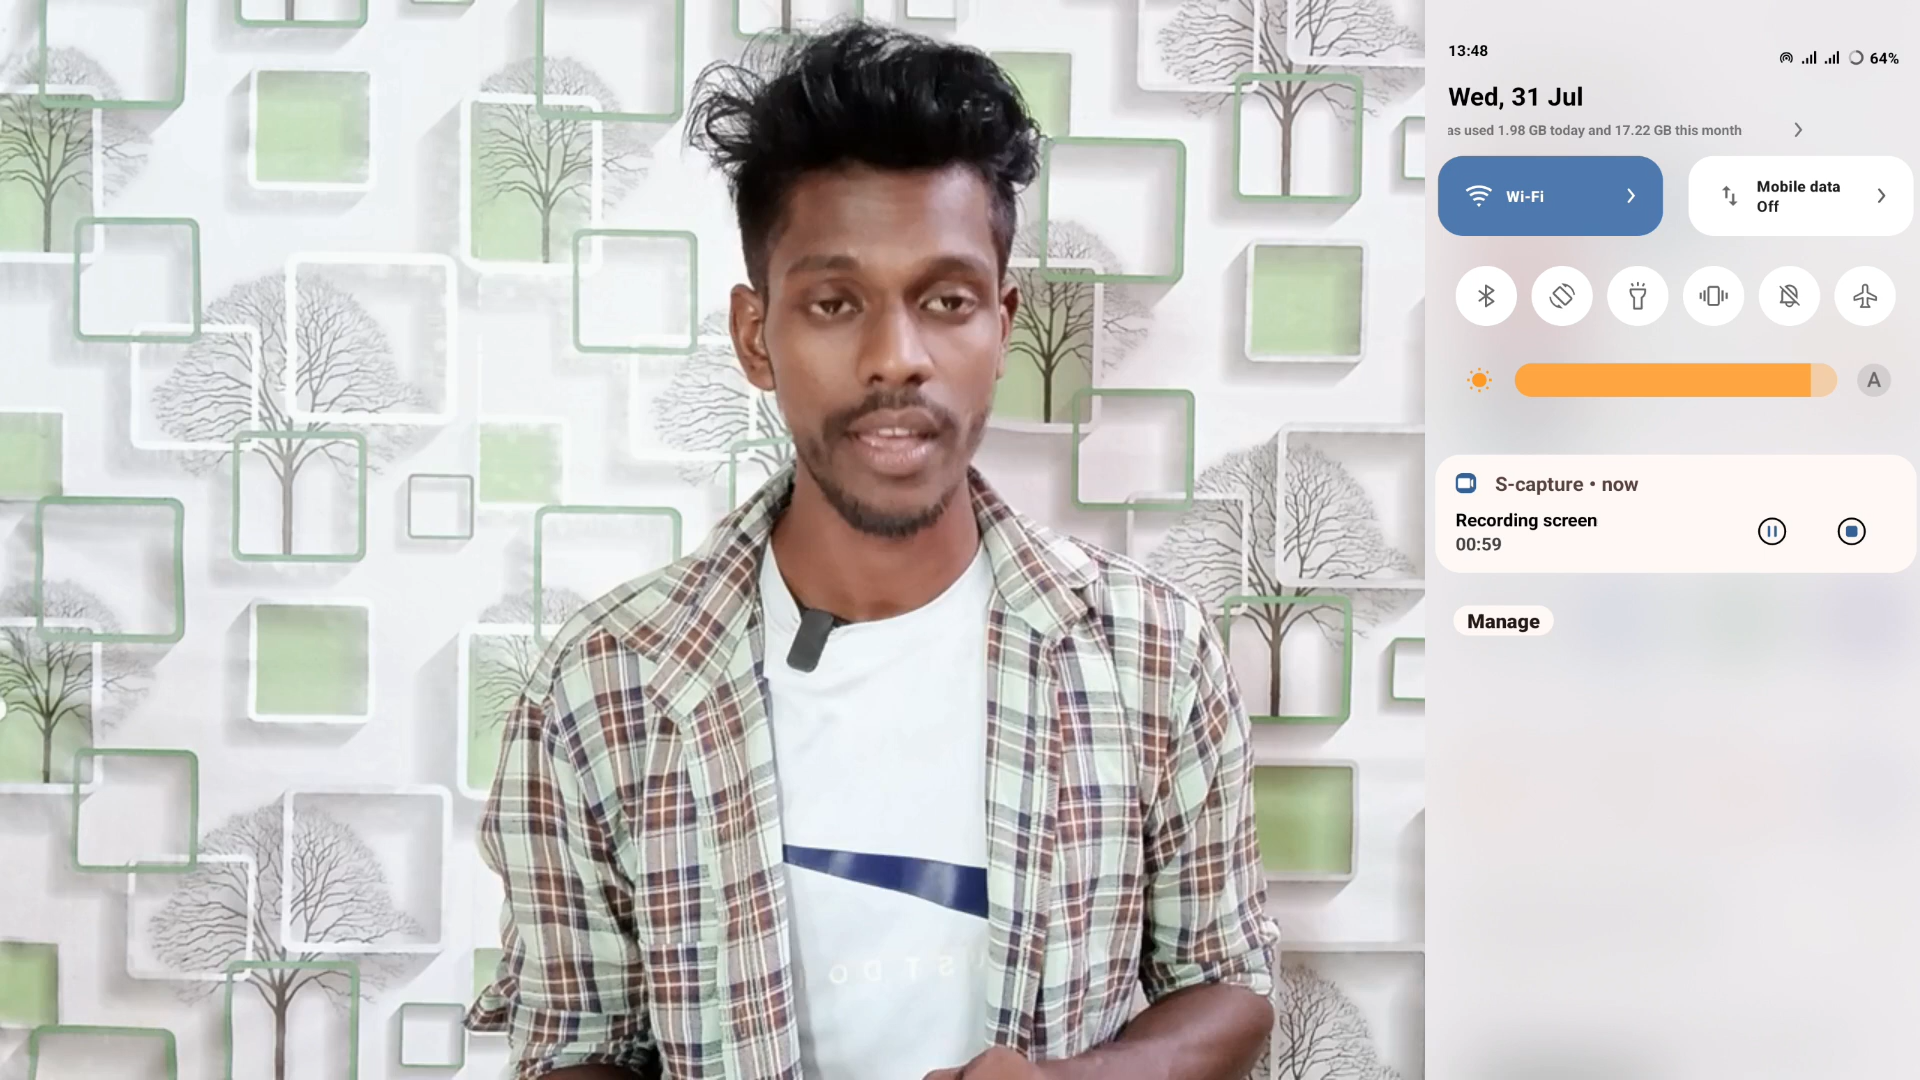 13:48
64%
Wed, 31 Jul
as used 1.98 GB today and 17.22 GB this month
Wi-Fi
Mobile data
Off
A
S-capture • now
Recording screen
00:59
Manage